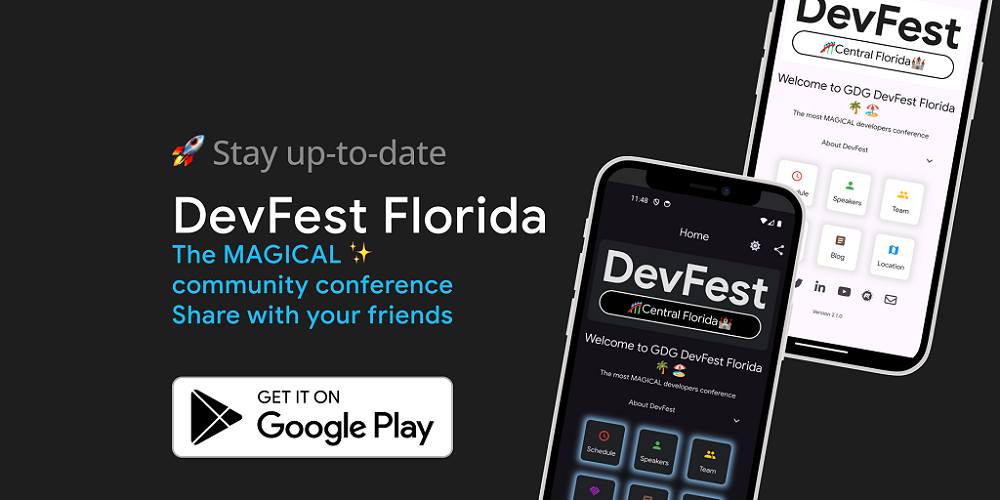 🚀 Stay up-to-date
DevFest Florida
The MAGICAL ✨
community conference
Share with your friends
GET IT ON
Google Play
11:48
Home
DevFest
🎢Central Florida🏰
Welcome to GDG DevFest Florida
🌴 🏖️
The most MAGICAL developers conference
About DevFest
Schedule
Speakers
Team
DevFest
🎢Central Florida🏰
Welcome to GDG DevFest Florida
🌴 🏖️
The most MAGICAL developers conference
About DevFest
Speakers
Team
Blog
Location
in
Version 2.1.0